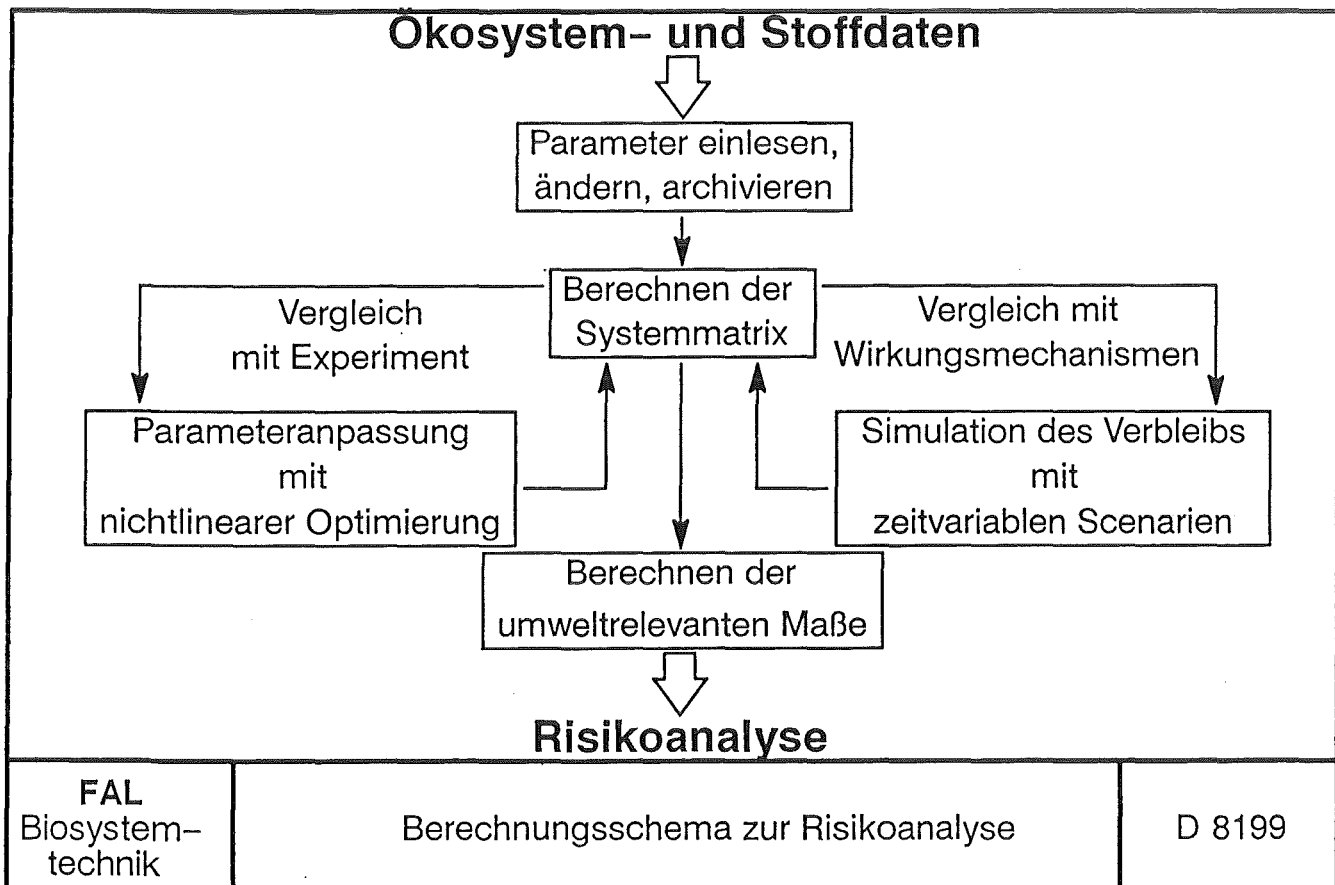 Ökosystem– und Stoffdaten
Parameter einlesen,
ändern, archivieren
Berechnen der
Systemmatrix
Vergleich
mit Experiment
Vergleich mit
Wirkungsmechanismen
Parameteranpassung
mit
nichtlinearer Optimierung
Simulation des Verbleibs
mit
zeitvariablen Scenarien
Berechnen der
umweltrelevanten Maße
Risikoanalyse
FAL
Biosystem–
technik
Berechnungsschema zur Risikoanalyse
D 8199